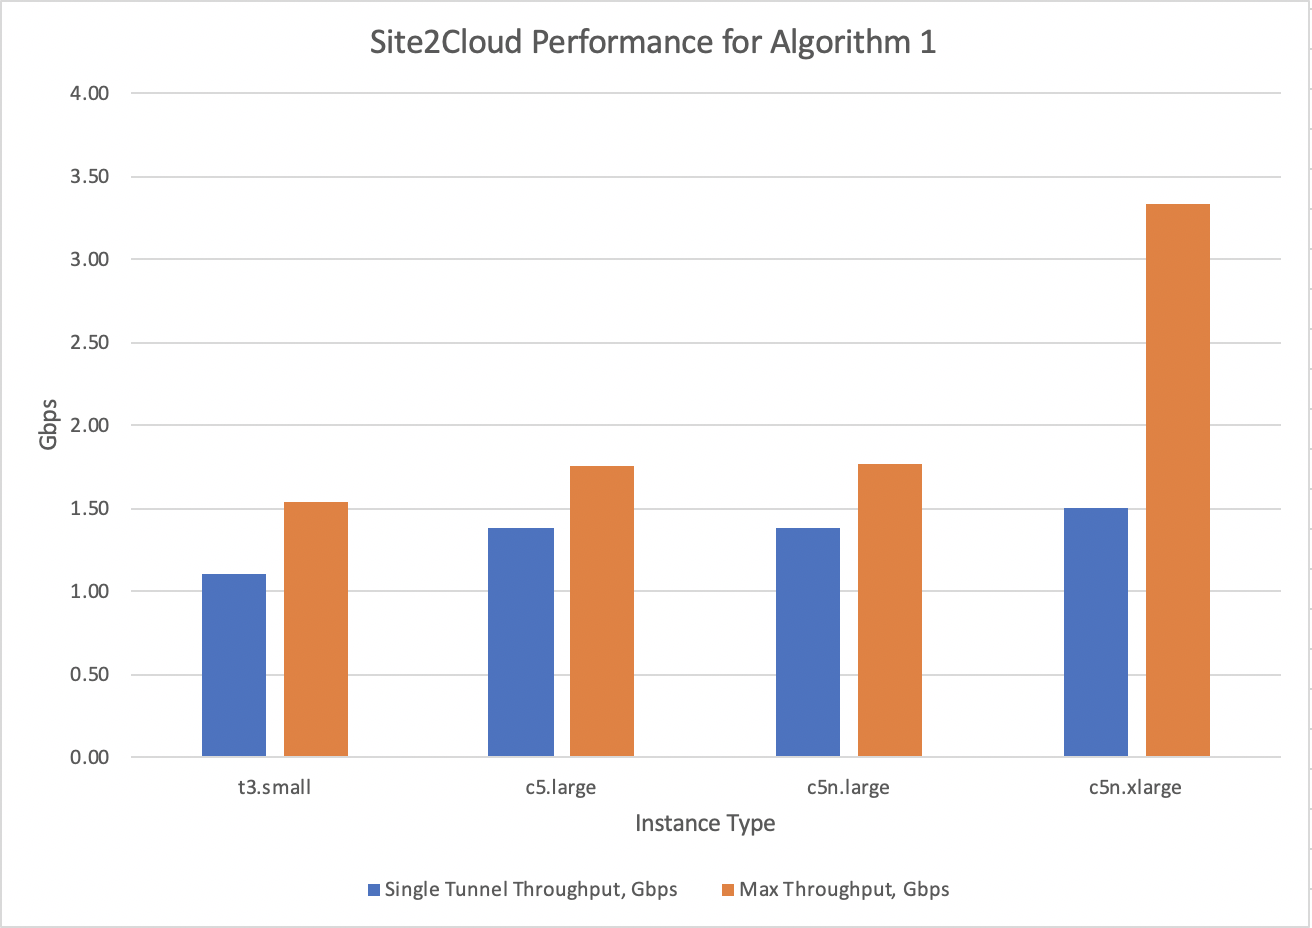 Site2Cloud Performance for Algorithm 1
4.00
3.50
3.00
2.50
2.00
1.50
1.00
0.50
0.00
Gbps
t3.small
c5.large
c5n.large
c5n.xlarge
Instance Type
Single Tunnel Throughput, Gbps
Max Throughput, Gbps